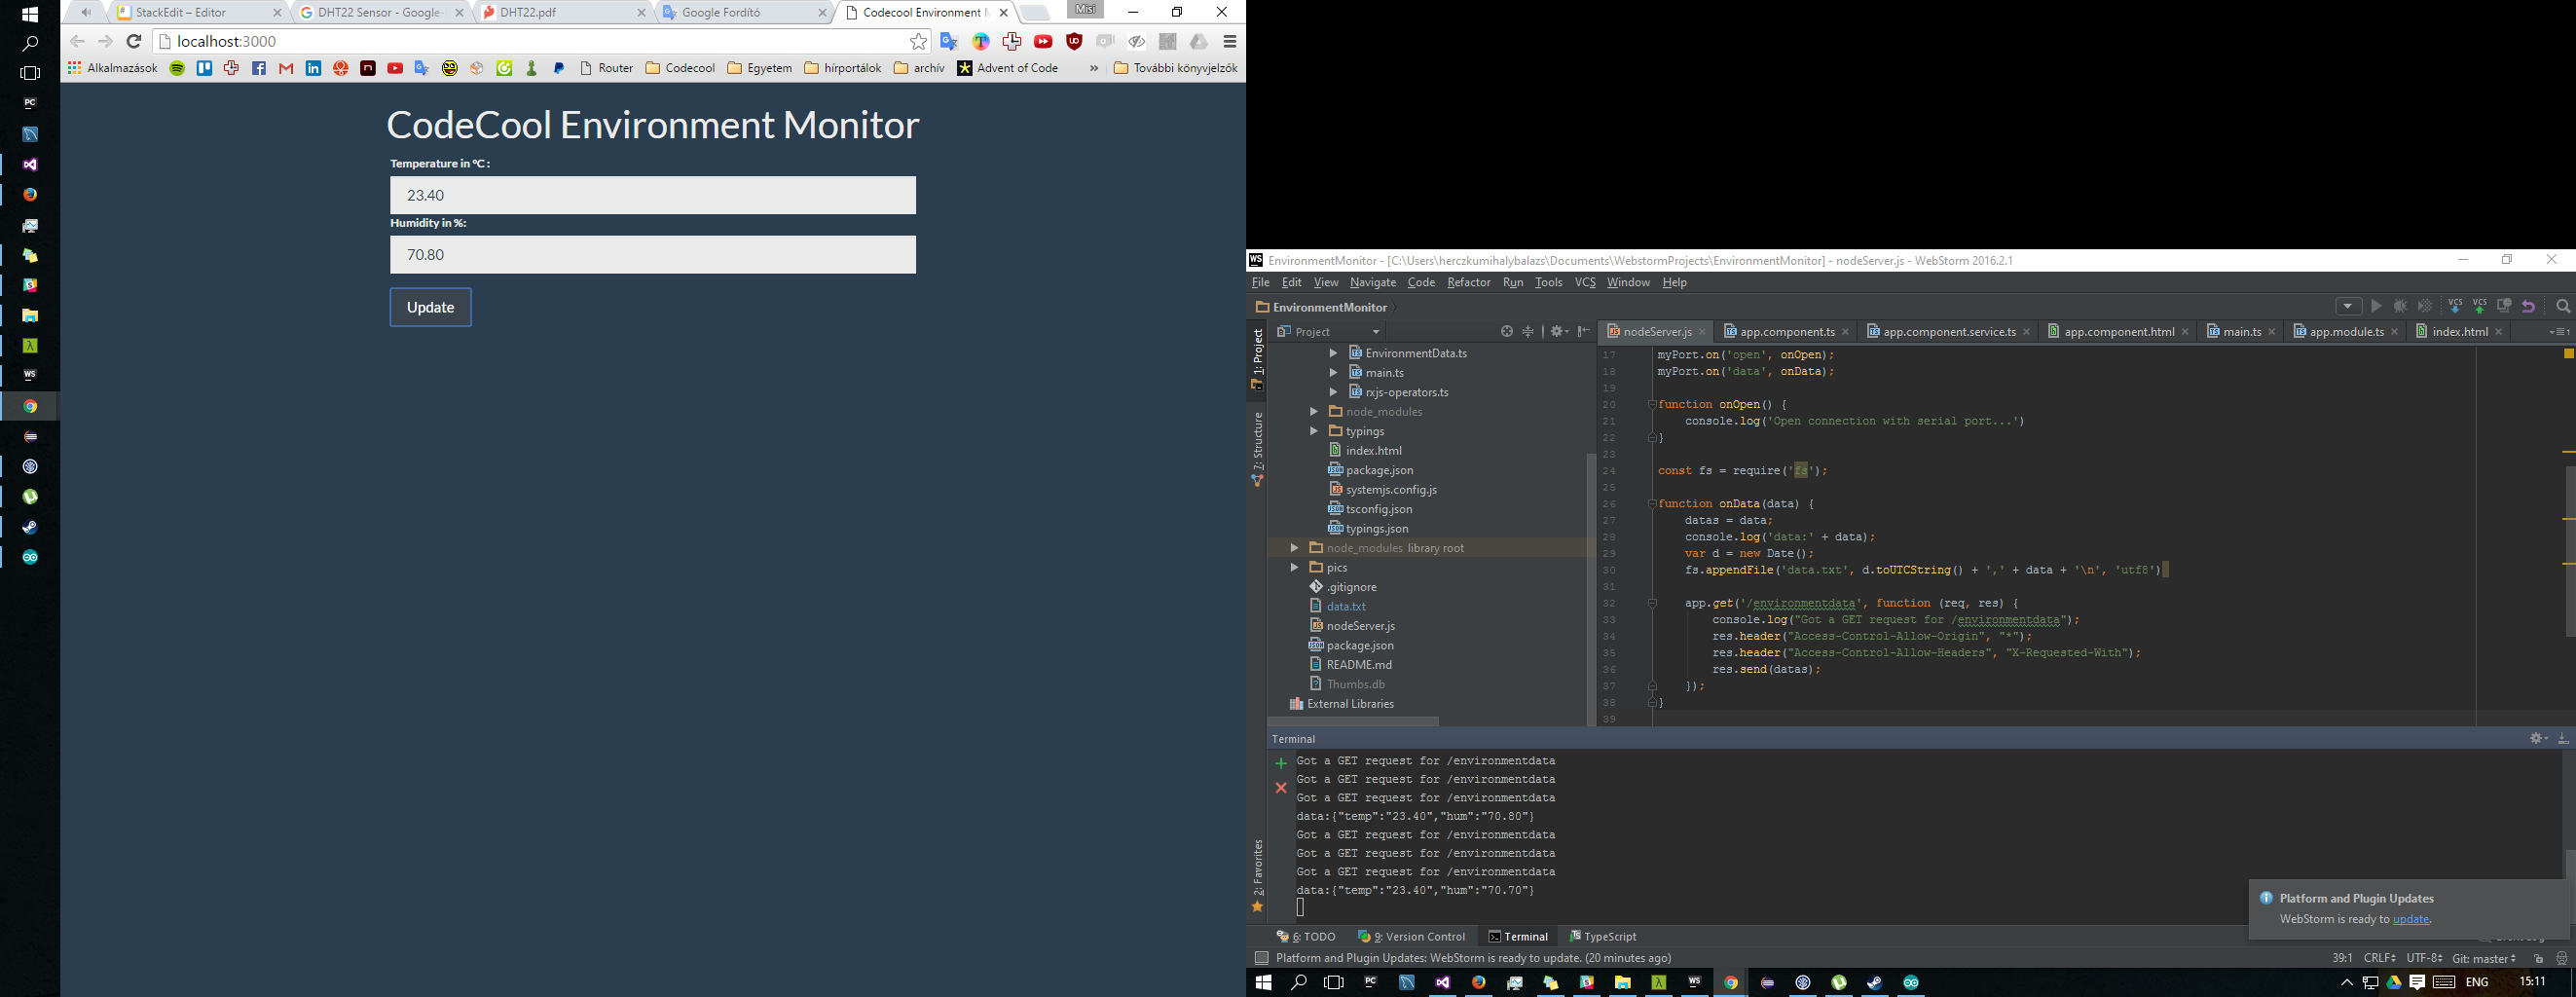 StackEdit – Editor
DHT22 Sensor - Google-
DHT22.pdf
Google Fordító
Codecool Environment M
Misi
localhost:3000
Alkalmazások
Router
Codecool
Egyetem
hírportálok
archív
Advent of Code
»
További könyvjelzők
CodeCool Environment Monitor
Temperature in °C :
23.40
Humidity in %:
70.80
Update
EnvironmentMonitor - [C:\Users\herczkumihalybalazs\Documents\WebstormProjects\EnvironmentMonitor] - nodeServer.js - WebStorm 2016.2.1
File Edit View Navigate Code Refactor Run Tools VCS Window Help
EnvironmentMonitor
Project
nodeServer.js
app.component.ts
app.component.service.ts
app.component.html
main.ts
app.module.ts
index.html
1: Project
7: Structure
2: Favorites
EnvironmentData.ts
main.ts
rxjs-operators.ts
node_modules
typings
index.html
package.json
systemjs.config.js
tsconfig.json
typings.json
node_modules library root
pics
.gitignore
data.txt
nodeServer.js
package.json
README.md
Thumbs.db
External Libraries
17 myPort.on('open', onOpen);
18 myPort.on('data', onData);
19
20 function onOpen() {
21 console.log('Open connection with serial port...')
22 }
23
24 const fs = require('fs');
25
26 function onData(data) {
27 datas = data;
28 console.log('data:' + data);
29 var d = new Date();
30 fs.appendFile('data.txt', d.toUTCString() + ',' + data + '\n', 'utf8')
31
32 app.get('/environmentdata', function (req, res) {
33 console.log("Got a GET request for /environmentdata");
34 res.header("Access-Control-Allow-Origin", "*");
35 res.header("Access-Control-Allow-Headers", "X-Requested-With");
36 res.send(datas);
37 });
38 }
39
Terminal
Got a GET request for /environmentdata
Got a GET request for /environmentdata
Got a GET request for /environmentdata
data:{"temp":"23.40","hum":"70.80"}
Got a GET request for /environmentdata
Got a GET request for /environmentdata
Got a GET request for /environmentdata
data:{"temp":"23.40","hum":"70.70"}
Platform and Plugin Updates
WebStorm is ready to update.
6: TODO
9: Version Control
Terminal
TypeScript
Platform and Plugin Updates: WebStorm is ready to update. (20 minutes ago)
39:1 CRLF UTF-8 Git: master
ENG
15:11